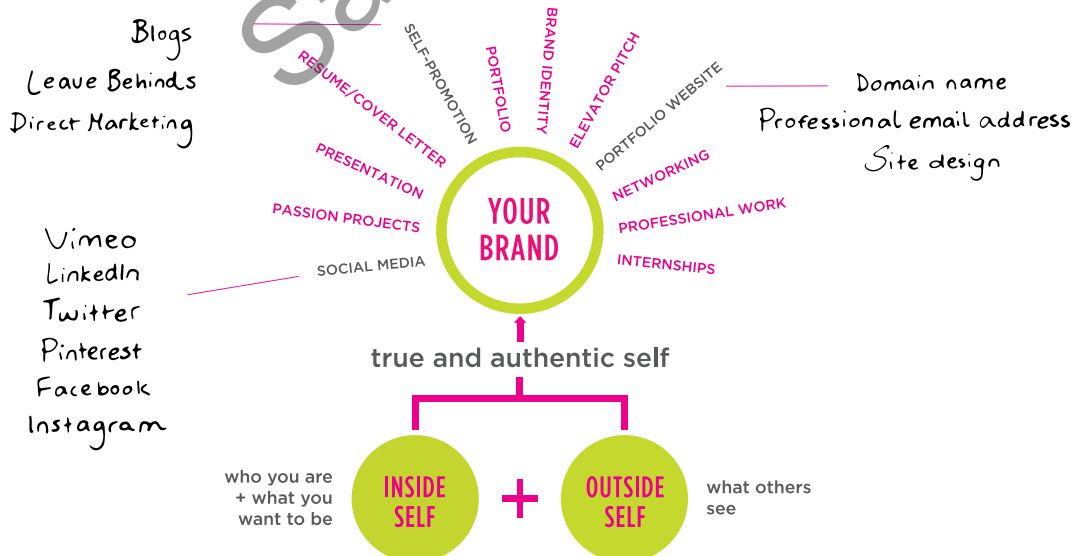 Blogs
Leave Behinds
Direct Marketing
SELF-PROMOTION
RESUME/COVER LETTER
PORTFOLIO
BRAND IDENTITY
ELEVATOR PITCH
PORTFOLIO WEBSITE
Domain name
Professional email address
Site design
PRESENTATION
PASSION PROJECTS
SOCIAL MEDIA
NETWORKING
PROFESSIONAL WORK
INTERNSHIPS
YOUR
BRAND
Vimeo
LinkedIn
Twitter
Pinterest
Facebook
Instagram
true and authentic self
who you are
+ what you
want to be
INSIDE
SELF
+
OUTSIDE
SELF
what others
see